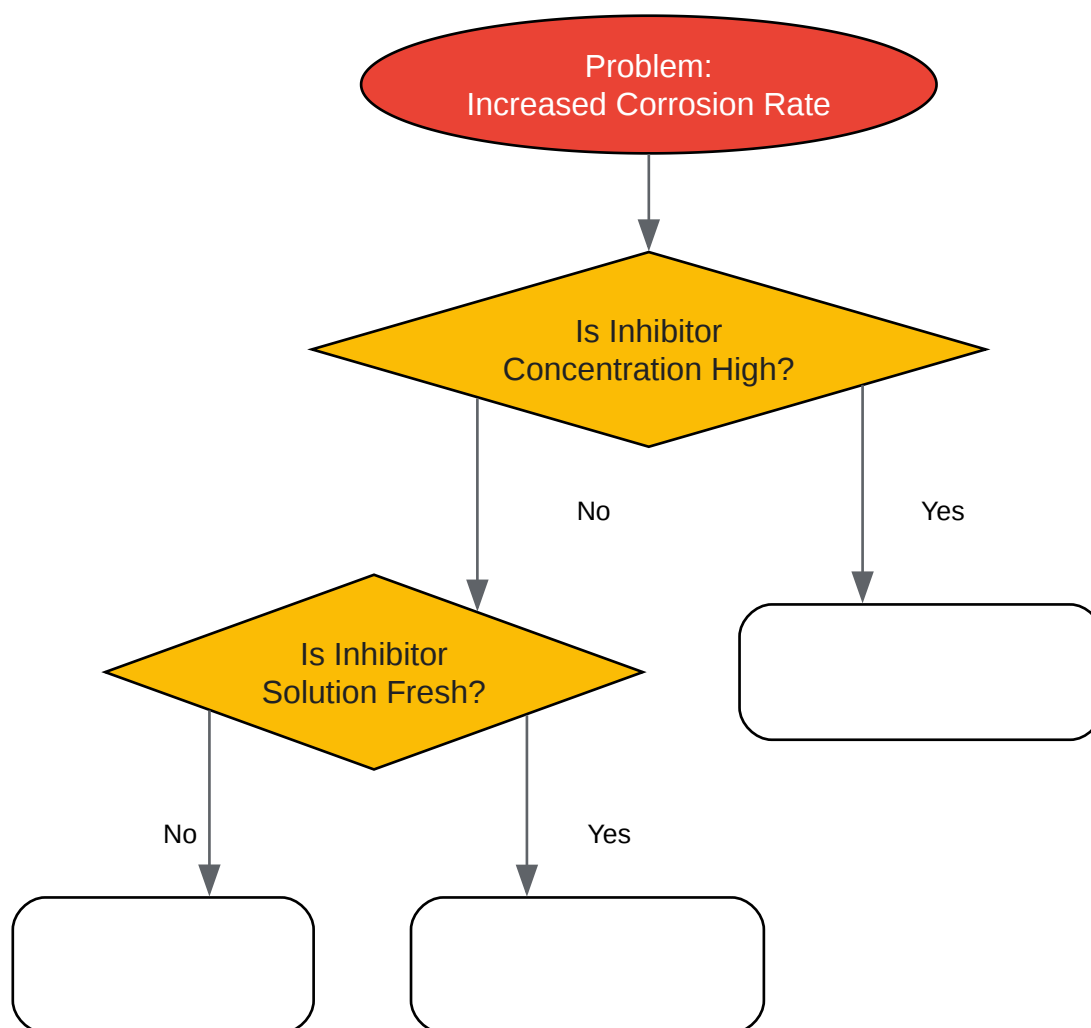 Problem:
Increased Corrosion Rate
Is Inhibitor
Concentration High?
No
Yes
Is Inhibitor
Solution Fresh?
No
Yes